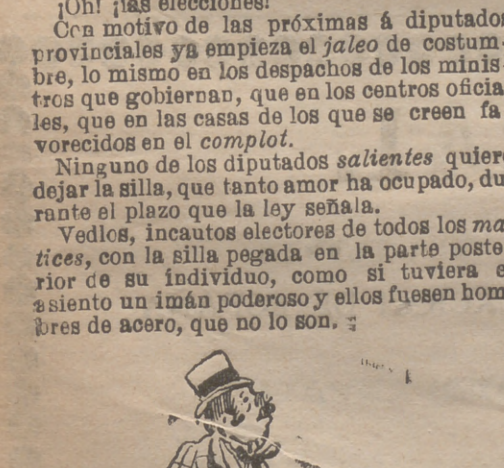 ¡Oh! ¡las elecciones!
Con motivo de las próximas á diputado
provinciales ya empieza el jaleo de costum-
bre, lo mismo en los despachos de los minis-
tros que gobiernan, que en los centros oficia
les, que en las casas de los que se creen fa
vorecidos en el complot.
Ninguno de los diputados salientes quier
dejar la silla, que tanto amor ha ocupado, du
rante el plazo que la ley señala.
Vedlos, incautos electores de todos los ma
tices, con la silla pegada en la parte poste
rior de su individuo, como si tuviera e
asiento un imán poderoso y ellos fuesen hom
bres de acero, que no lo son.